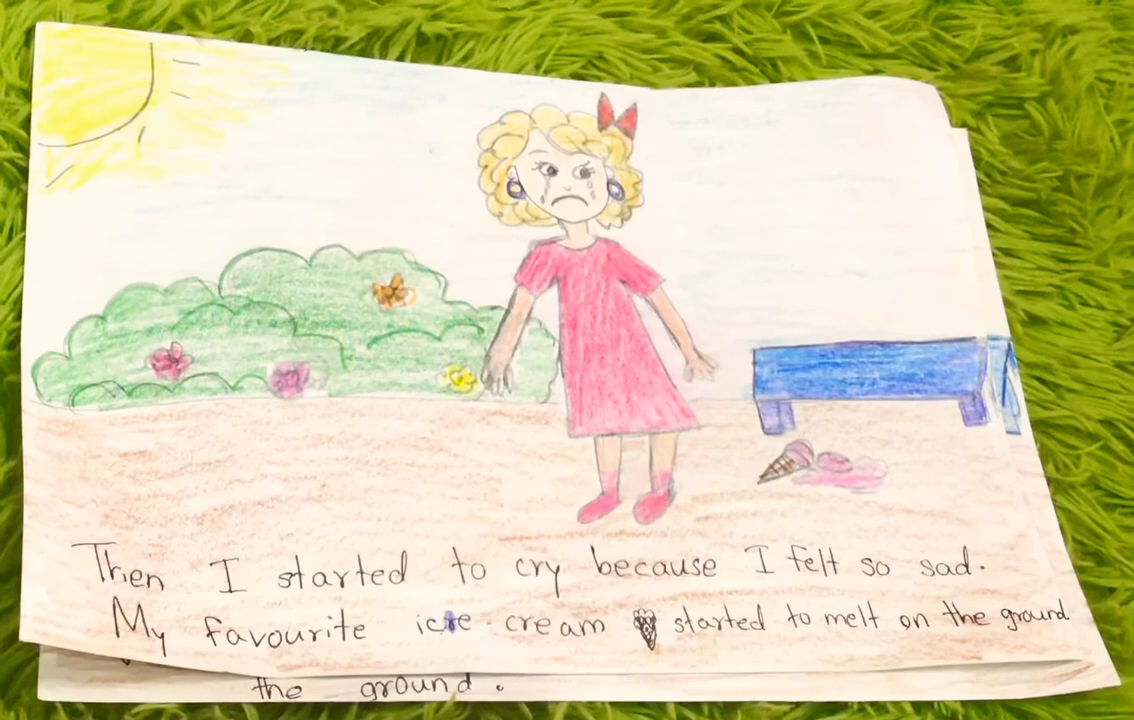 Then I started to cry because I felt so sad.
My favourite icre cream started to melt on the ground
the ground.